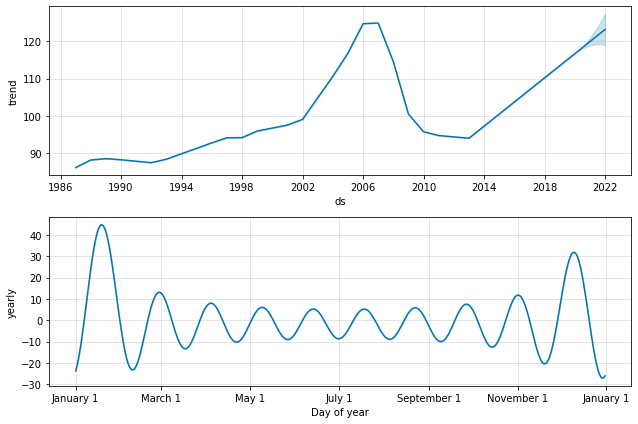 120
110
100
90
trend
1986 1990 1994 1998 2002 2006 2010 2014 2018 2022
ds
40
30
20
10
0
−10
−20
−30
yearly
January 1 March 1 May 1 July 1 September 1 November 1 January 1
Day of year